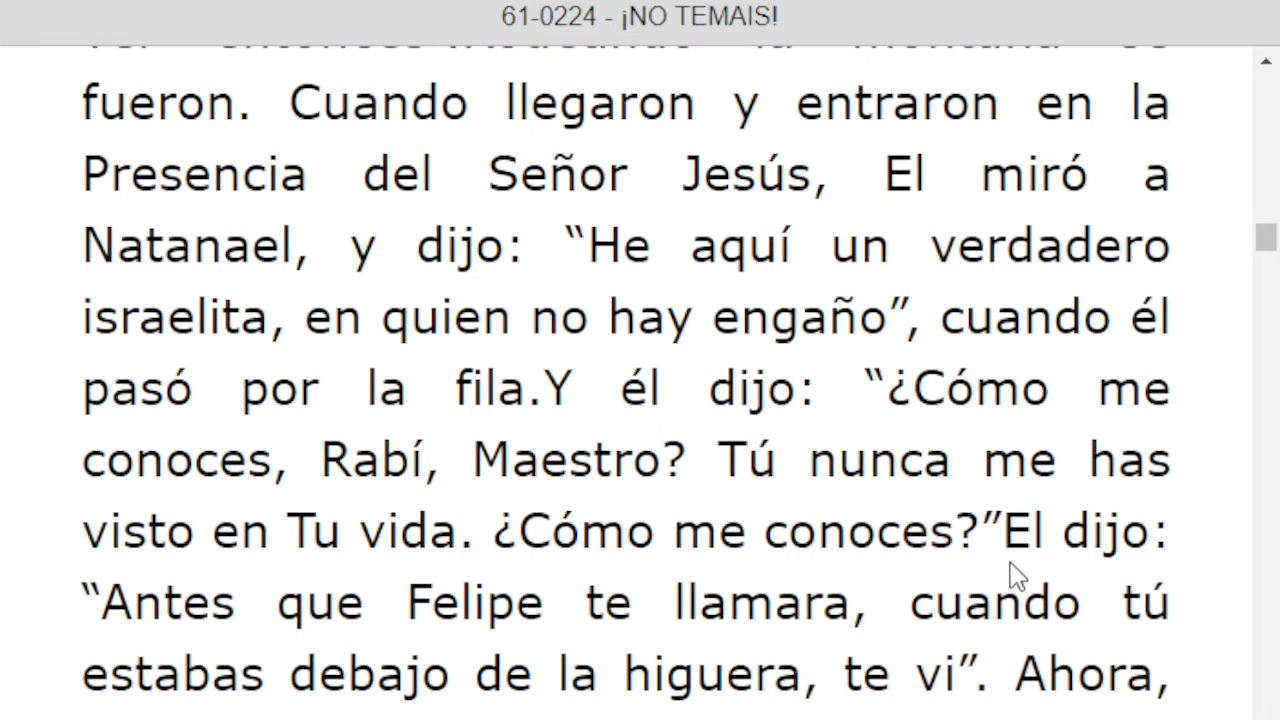 61-0224 - ¡NO TEMAIS!
fueron. Cuando llegaron y entraron en la
Presencia del Señor Jesús, El miró a
Natanael, y dijo: “He aquí un verdadero
israelita, en quien no hay engaño”, cuando él
pasó por la fila.Y él dijo: “¿Cómo me
conoces, Rabí, Maestro? Tú nunca me has
visto en Tu vida. ¿Cómo me conoces?”El dijo:
“Antes que Felipe te llamara, cuando tú
estabas debajo de la higuera, te vi”. Ahora,